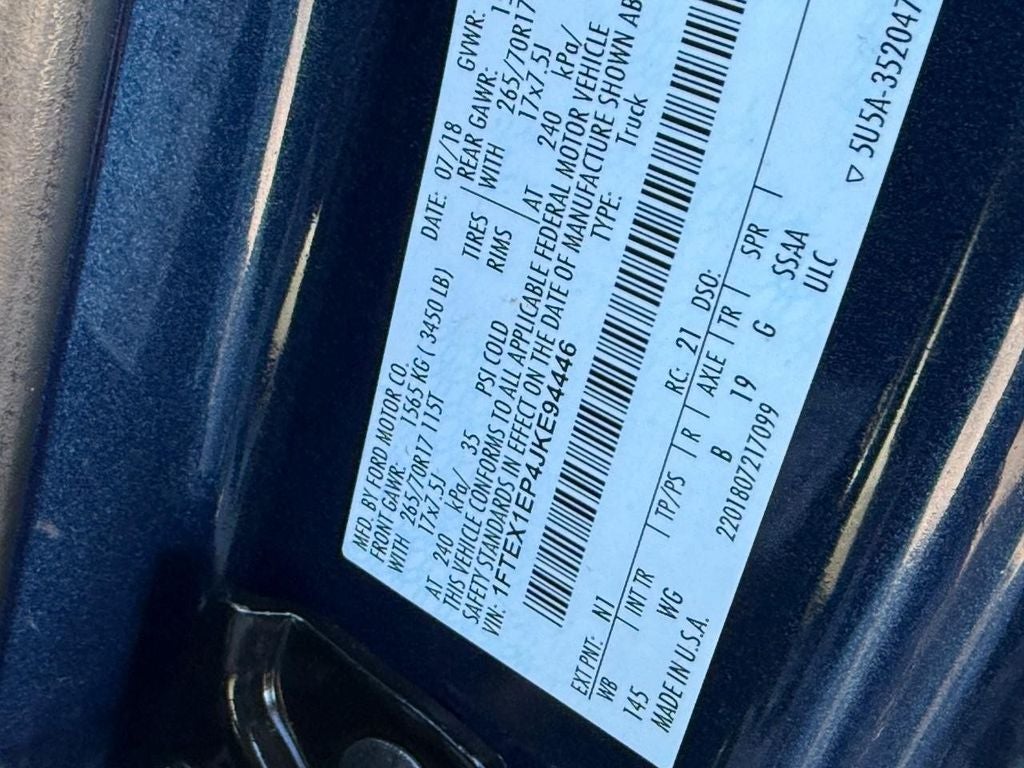 MFD. BY FORD MOTOR CO.
DATE: 07/18 GVWR:
FRONT GAWR: 1565 KG ( 3450 LB) REAR GAWR:
WITH 265/70R17 115T TIRES WITH 265/70R17
17x7.5J RIMS 17x7.5J
AT 240 kPa/ 35 PSI COLD AT 240 kPa/
THIS VEHICLE CONFORMS TO ALL APPLICABLE FEDERAL MOTOR VEHICLE
SAFETY STANDARDS IN EFFECT ON THE DATE OF MANUFACTURE SHOWN AB
VIN: 1FTEX1EP4JKE94446 TYPE: Truck
EXT PNT: N1 RC: 21 DSO:
WB | INT TR | TP/PS | R | AXLE | TR | SPR |
145 WG B 19 G SSAA
MADE IN U.S.A. 2201807217099 ULC
▽ 5U5A-352047